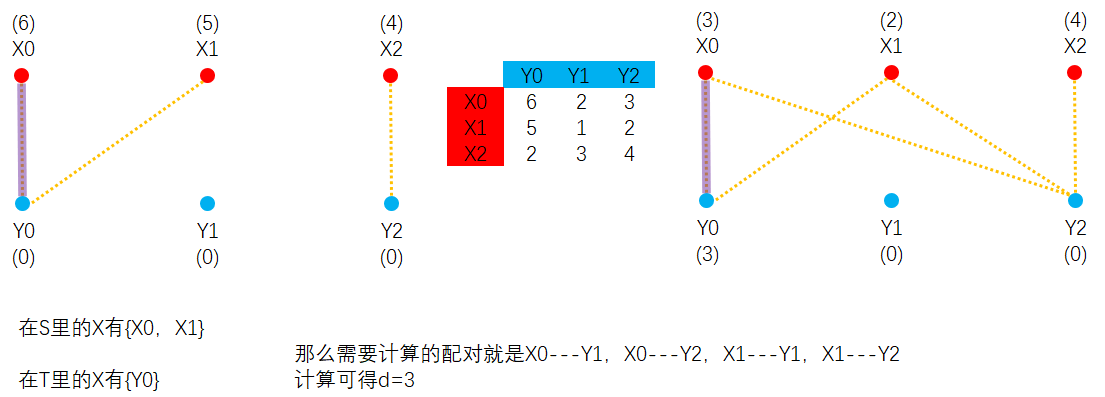 (6) (5) (4)
X0 X1 X2
Y0 Y1 Y2
(0) (0) (0)
Y0 Y1 Y2
X0 6 2 3
X1 5 1 2
X2 2 3 4
(3) (2) (4)
X0 X1 X2
Y0 Y1 Y2
(3) (0) (0)
在S里的X有{X0，X1}
在T里的X有{Y0}
那么需要计算的配对就是X0---Y1，X0---Y2，X1---Y1，X1---Y2
计算可得d=3